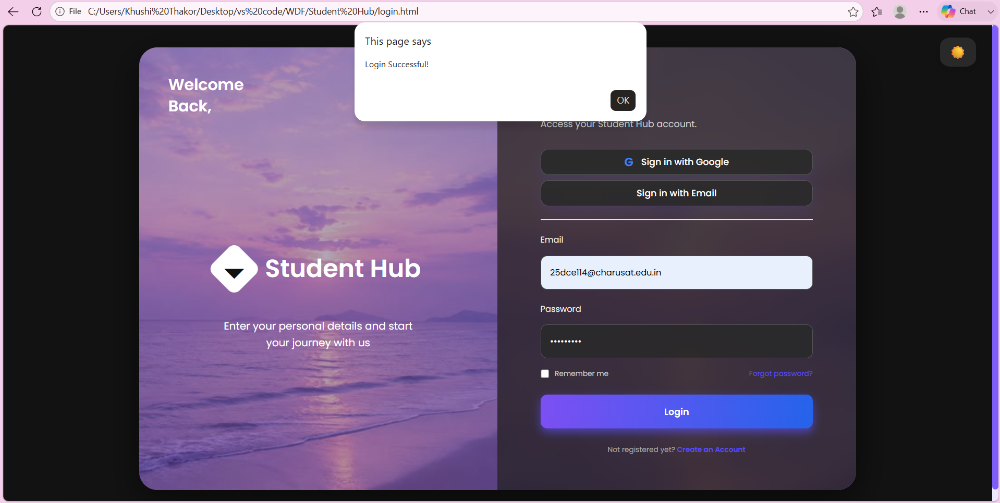 File
C:/Users/Khushi%20Thakor/Desktop/vs%20code/WDF/Student%20Hub/login.html
Chat
This page says
Login Successful!
OK
Welcome
Back,
Student Hub
Enter your personal details and start
your journey with us
Access your Student Hub account.
G Sign in with Google
Sign in with Email
Email
25dce114@charusat.edu.in
Password
•••••••••
Remember me
Forgot password?
Login
Not registered yet? Create an Account